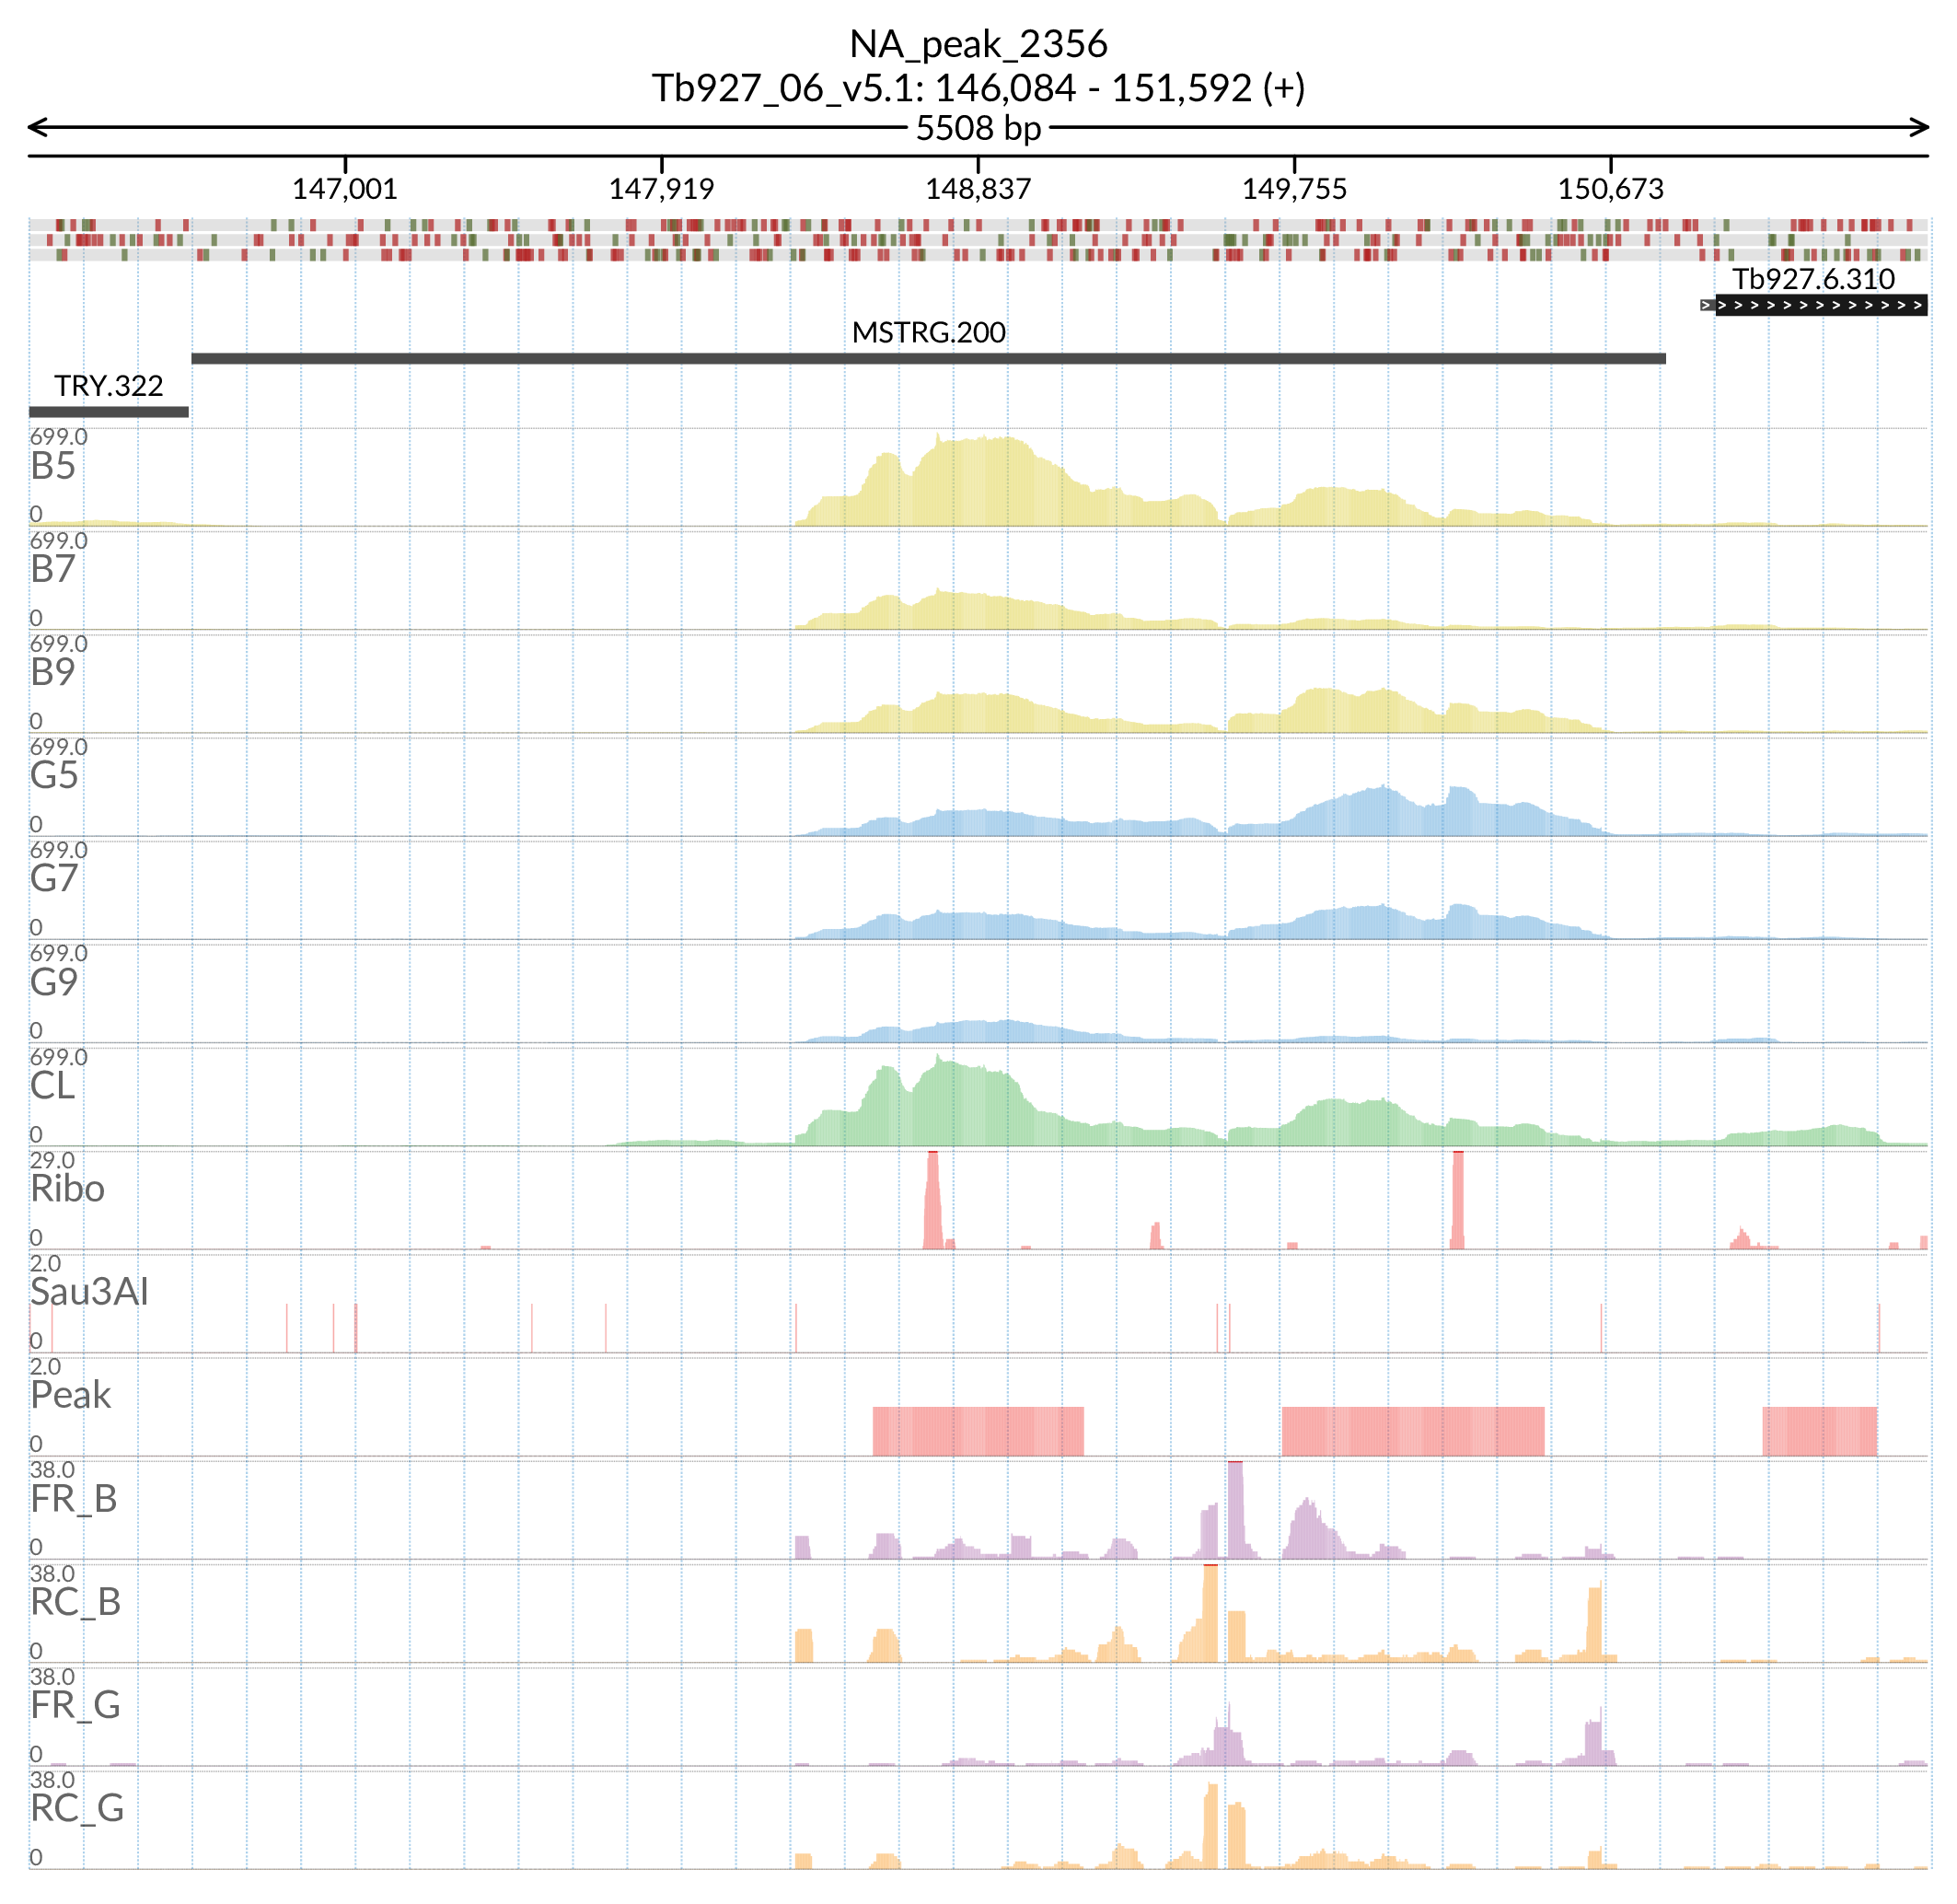 NA_peak_2356
Tb927_06_v5.1: 146,084 - 151,592 (+)
5508 bp
147,001 147,919 148,837 149,755 150,673
Tb927.6.310
MSTRG.200
TRY.322
699.0
B5
0
699.0
B7
0
699.0
B9
0
699.0
G5
0
699.0
G7
0
699.0
G9
0
699.0
CL
0
29.0
Ribo
0
2.0
Sau3AI
0
2.0
Peak
0
38.0
FR_B
0
38.0
RC_B
0
38.0
FR_G
0
38.0
RC_G
0